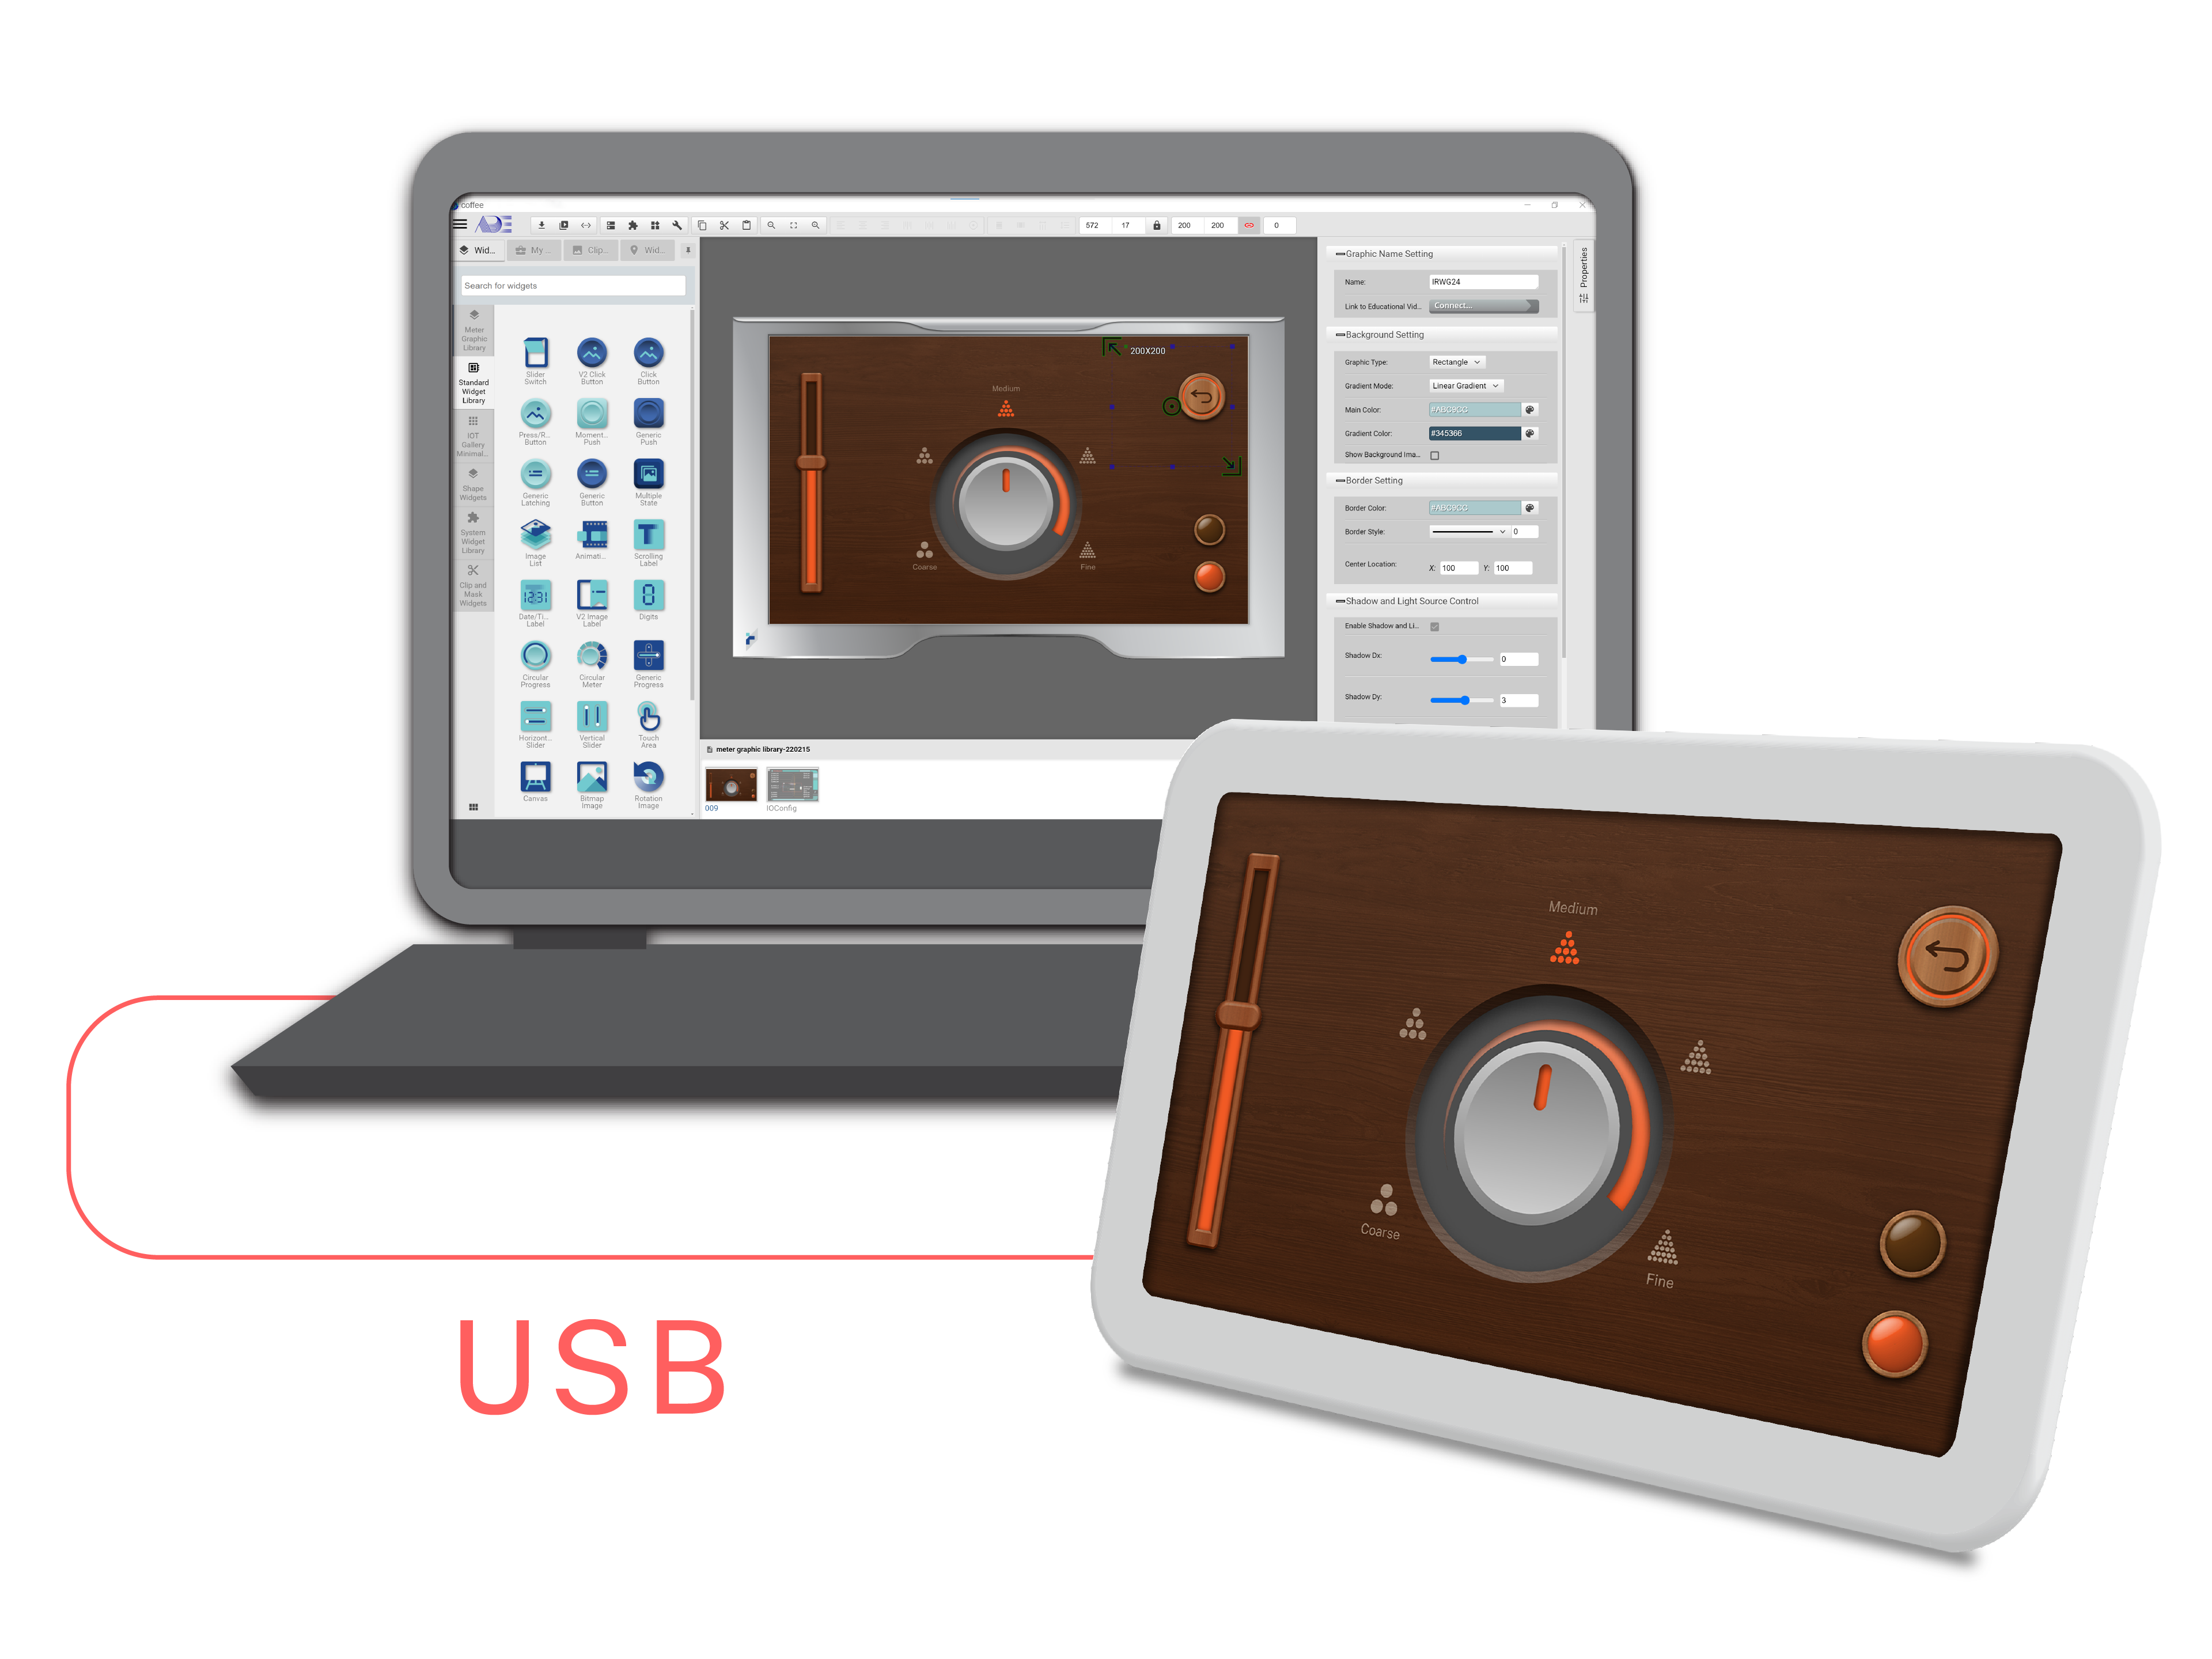 coffee
ADE
572
17
200
200
0
Wid...
My...
Clip...
Wid...
Search for widgets
Meter
Graphic
Library
Standard
Widget
Library
IOT
Gallery
Minimal...
Shape
Widgets
System
Widget
Library
Clip and
Mask
Widgets
Slider
Switch
V2 Click
Button
Click
Button
Press/R...
Button
Moment...
Push
Generic
Push
Generic
Latching
Generic
Button
Multiple
State
Image
List
Animati...
Scrolling
Label
12:31
Date/Ti...
Label
V2 Image
Label
Digits
Circular
Progress
Circular
Meter
Generic
Progress
Horizont...
Slider
Vertical
Slider
Touch
Area
Canvas
Bitmap
Image
Rotation
Image
200X200
Medium
Coarse
Fine
meter graphic library-220215
009
IOConfig
Properties
Graphic Name Setting
Name:
IRWG24
Link to Educational Vid...
Connect...
Background Setting
Graphic Type:
Rectangle
Gradient Mode:
Linear Gradient
Main Color:
#ABC9CC
Gradient Color:
#345366
Show Background Ima...
Border Setting
Border Color:
#ABC9CC
Border Style:
0
Center Location:
X: 100
Y: 100
Shadow and Light Source Control
Enable Shadow and Li...
Shadow Dx:
0
Shadow Dy:
3
Medium
Coarse
Fine
USB